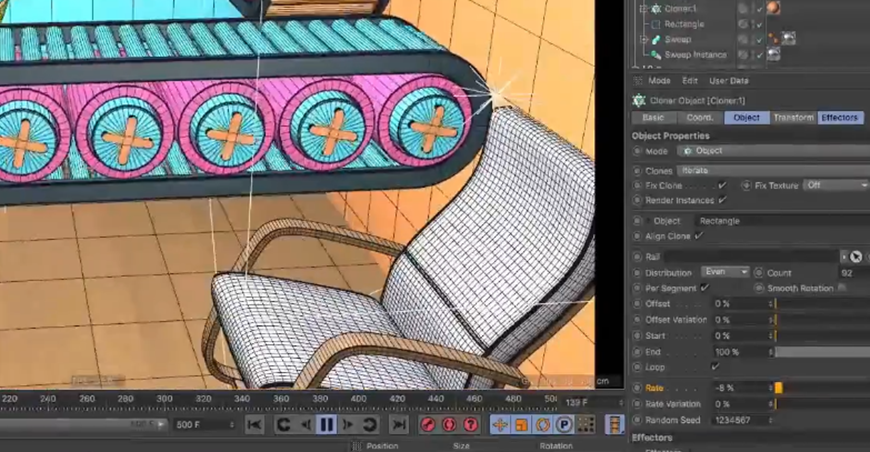 Cloner.1
Rectangle
Sweep
Sweep Instance
Mode Edit User Data
Cloner Object [Cloner.1]
Basic Coord. Object Transform Effectors
Object Properties
Mode Object
Clones Iterate
Fix Clone Fix Texture Off
Render Instances
Object Rectangle
Align Clone
Rail
Distribution Even Count 92
Per Segment Smooth Rotation
Offset 0 %
Offset Variation 0 %
Start 0 %
End 100 %
Loop
Rate -8 %
Rate Variation 0 %
Random Seed 1234567
Effectors
cm
220 240 260 280 300 320 340 360 380 400 420 440 460 480 50 139 F
500 F
P
Position Size Rotation